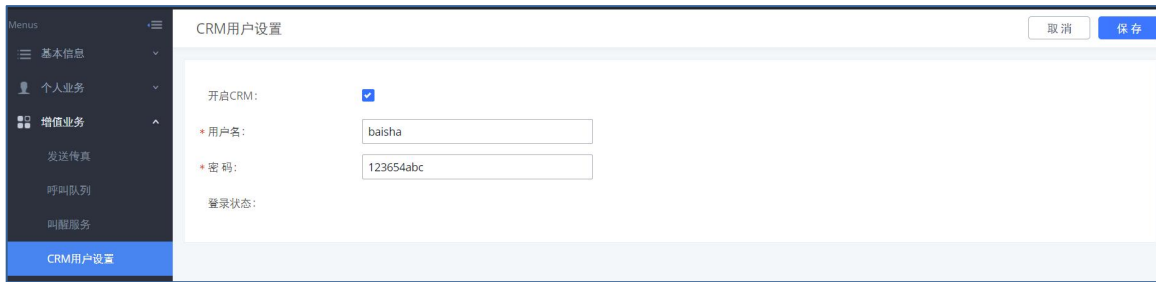 Menus
基本信息
个人业务
增值业务
发送传真
呼叫队列
叫醒服务
CRM用户设置
CRM用户设置
取消
保存
开启CRM：
* 用户名： baisha
* 密 码： 123654abc
登录状态：